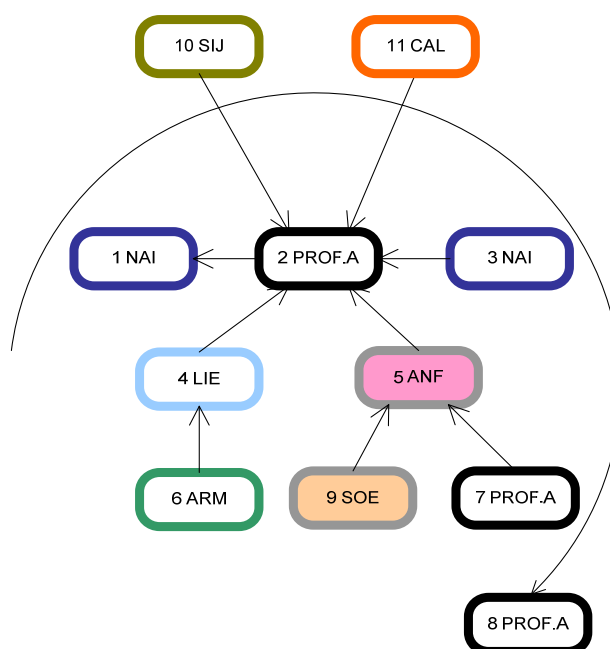 10 SIJ
11 CAL
1 NAI
2 PROF.A
3 NAI
4 LIE
5 ANF
6 ARM
9 SOE
7 PROF.A
8 PROF.A